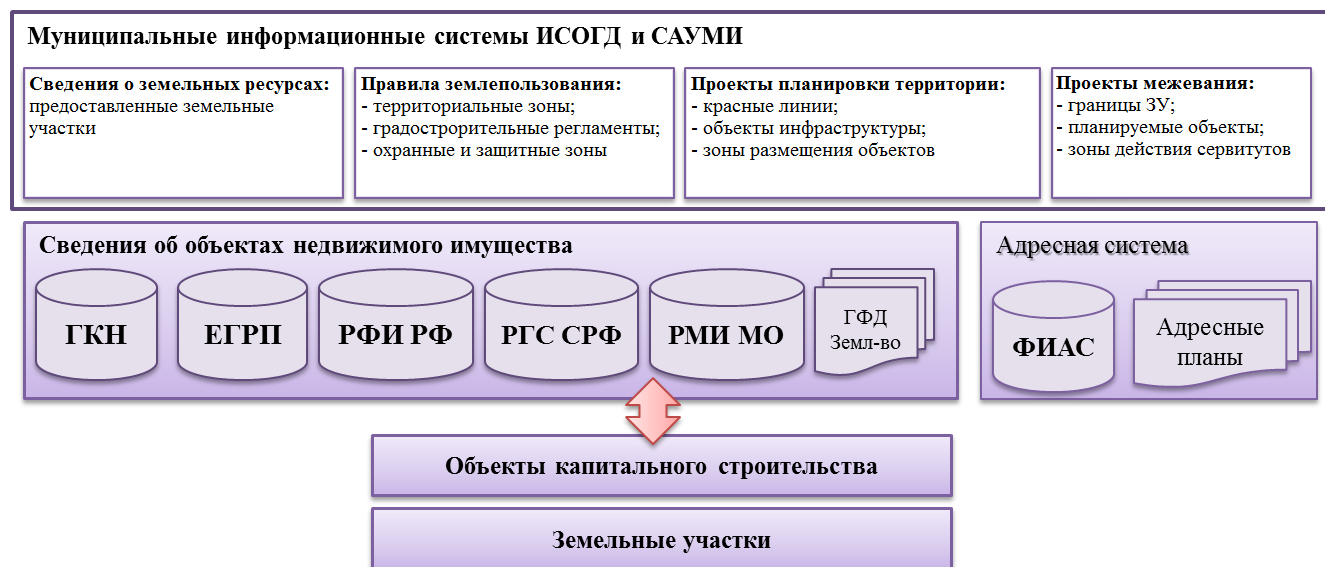 Муниципальные информационные системы ИСОГД и САУМИ
Сведения о земельных ресурсах:
предоставленные земельные
участки
Правила землепользования:
- территориальные зоны;
- градострорительные регламенты;
- охранные и защитные зоны
Проекты планировки территории:
- красные линии;
- объекты инфраструктуры;
- зоны размещения объектов
Проекты межевания:
- границы ЗУ;
- планируемые объекты;
- зоны действия сервитутов
Сведения об объектах недвижимого имущества
ГКН
ЕГРП
РФИ РФ
РГС СРФ
РМИ МО
ГФД
Земл-во
Адресная система
ФИАС
Адресные
планы
Объекты капитального строительства
Земельные участки